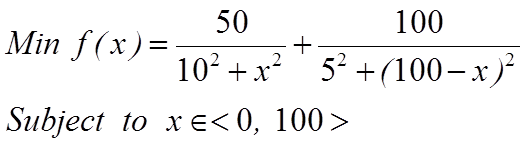 Min f(x) = 50 / (10² + x²) + 100 / (5² + (100 − x)²)
Subject to x ∈ < 0, 100 >